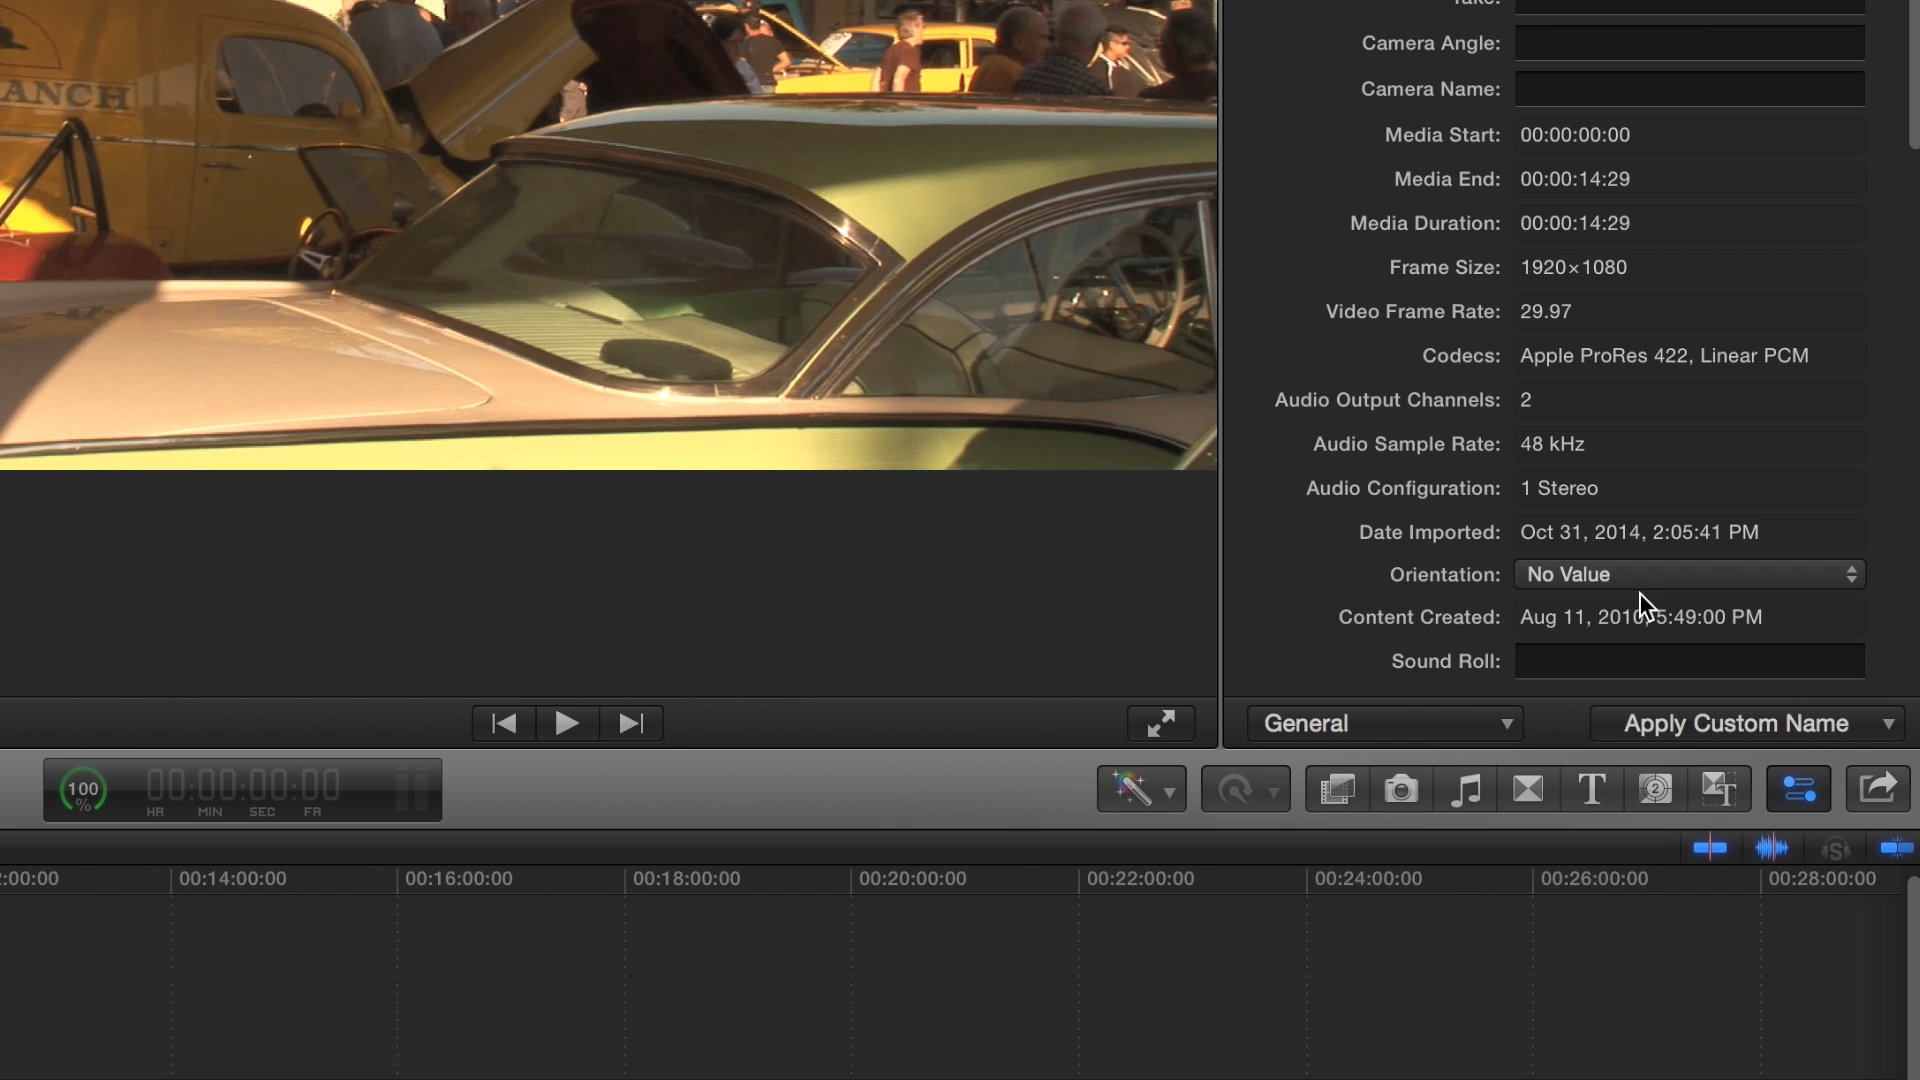 ANCH
Take:
Camera Angle:
Camera Name:
Media Start: 00:00:00:00
Media End: 00:00:14:29
Media Duration: 00:00:14:29
Frame Size: 1920×1080
Video Frame Rate: 29.97
Codecs: Apple ProRes 422, Linear PCM
Audio Output Channels: 2
Audio Sample Rate: 48 kHz
Audio Configuration: 1 Stereo
Date Imported: Oct 31, 2014, 2:05:41 PM
Orientation: No Value
Content Created: Aug 11, 2010, 5:49:00 PM
Sound Roll:
General Apply Custom Name
100 % 00:00:00:00
HR MIN SEC FR
T 2 T
S
2:00:00 00:14:00:00 00:16:00:00 00:18:00:00 00:20:00:00 00:22:00:00 00:24:00:00 00:26:00:00 00:28:00:00